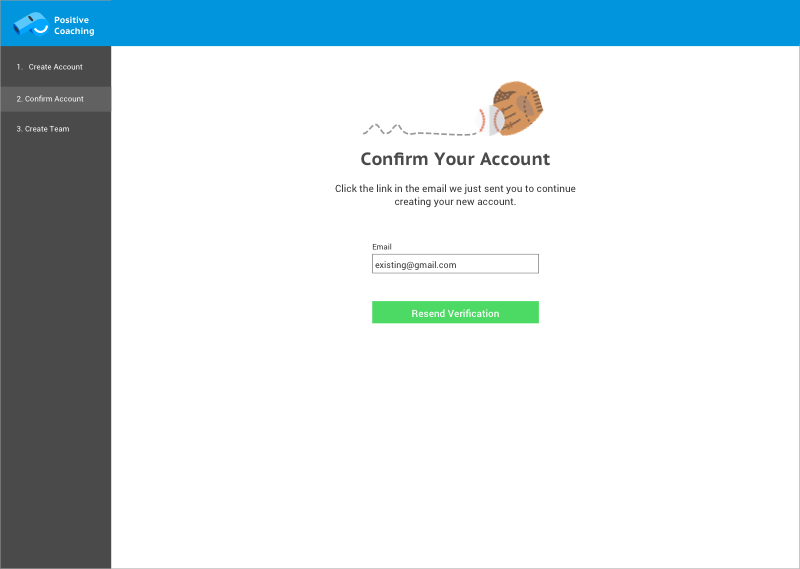 Positive
Coaching
1. Create Account
2. Confirm Account
3. Create Team
Confirm Your Account
Click the link in the email we just sent you to continue
creating your new account.
Email
existing@gmail.com
Resend Verification